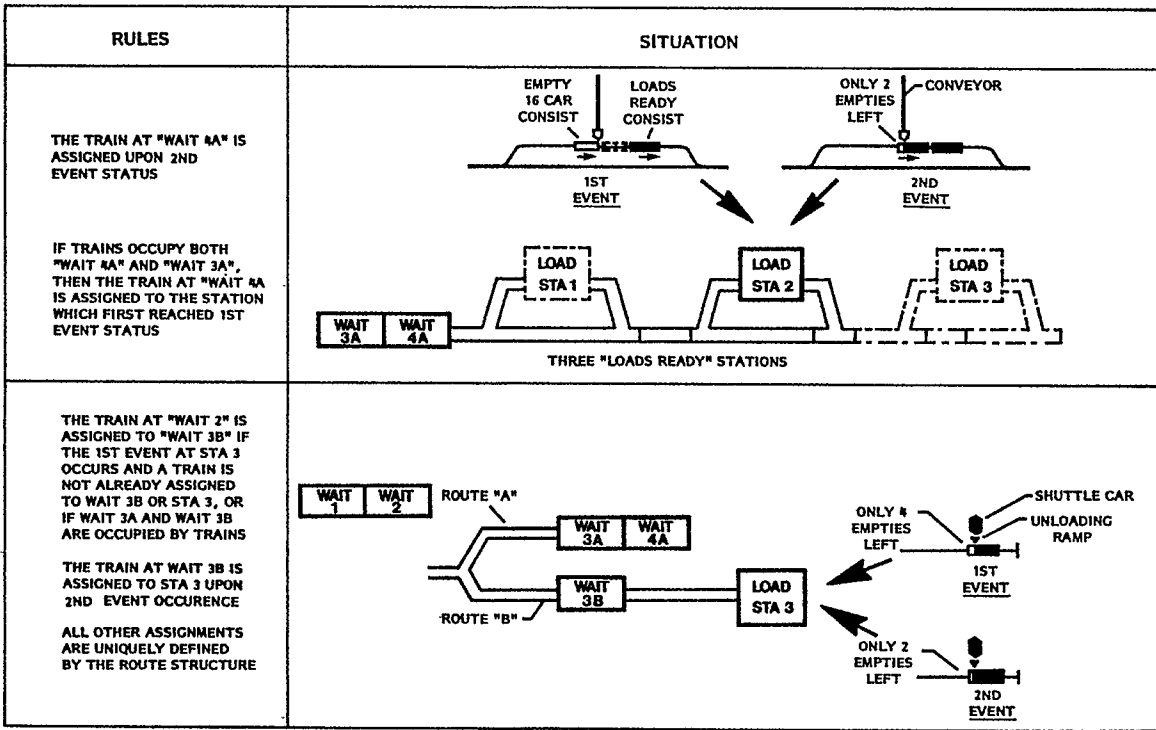 RULES
SITUATION
THE TRAIN AT "WAIT 4A" IS
ASSIGNED UPON 2ND
EVENT STATUS
IF TRAINS OCCUPY BOTH
"WAIT 4A" AND "WAIT 3A",
THEN THE TRAIN AT "WAIT 4A
IS ASSIGNED TO THE STATION
WHICH FIRST REACHED 1ST
EVENT STATUS
EMPTY
16 CAR
CONSIST
LOADS
READY
CONSIST
1ST
EVENT
ONLY 2
EMPTIES
LEFT
CONVEYOR
2ND
EVENT
LOAD
STA 1
LOAD
STA 2
LOAD
STA 3
WAIT
3A
WAIT
4A
THREE "LOADS READY" STATIONS
THE TRAIN AT "WAIT 2" IS
ASSIGNED TO "WAIT 3B" IF
THE 1ST EVENT AT STA 3
OCCURS AND A TRAIN IS
NOT ALREADY ASSIGNED
TO WAIT 3B OR STA 3, OR
IF WAIT 3A AND WAIT 3B
ARE OCCUPIED BY TRAINS
THE TRAIN AT WAIT 3B IS
ASSIGNED TO STA 3 UPON
2ND EVENT OCCURENCE
ALL OTHER ASSIGNMENTS
ARE UNIQUELY DEFINED
BY THE ROUTE STRUCTURE
WAIT
1
WAIT
2
ROUTE "A"
WAIT
3A
WAIT
4A
WAIT
3B
ROUTE "B"
LOAD
STA 3
ONLY 4
EMPTIES
LEFT
SHUTTLE CAR
UNLOADING
RAMP
1ST
EVENT
ONLY 2
EMPTIES
LEFT
2ND
EVENT